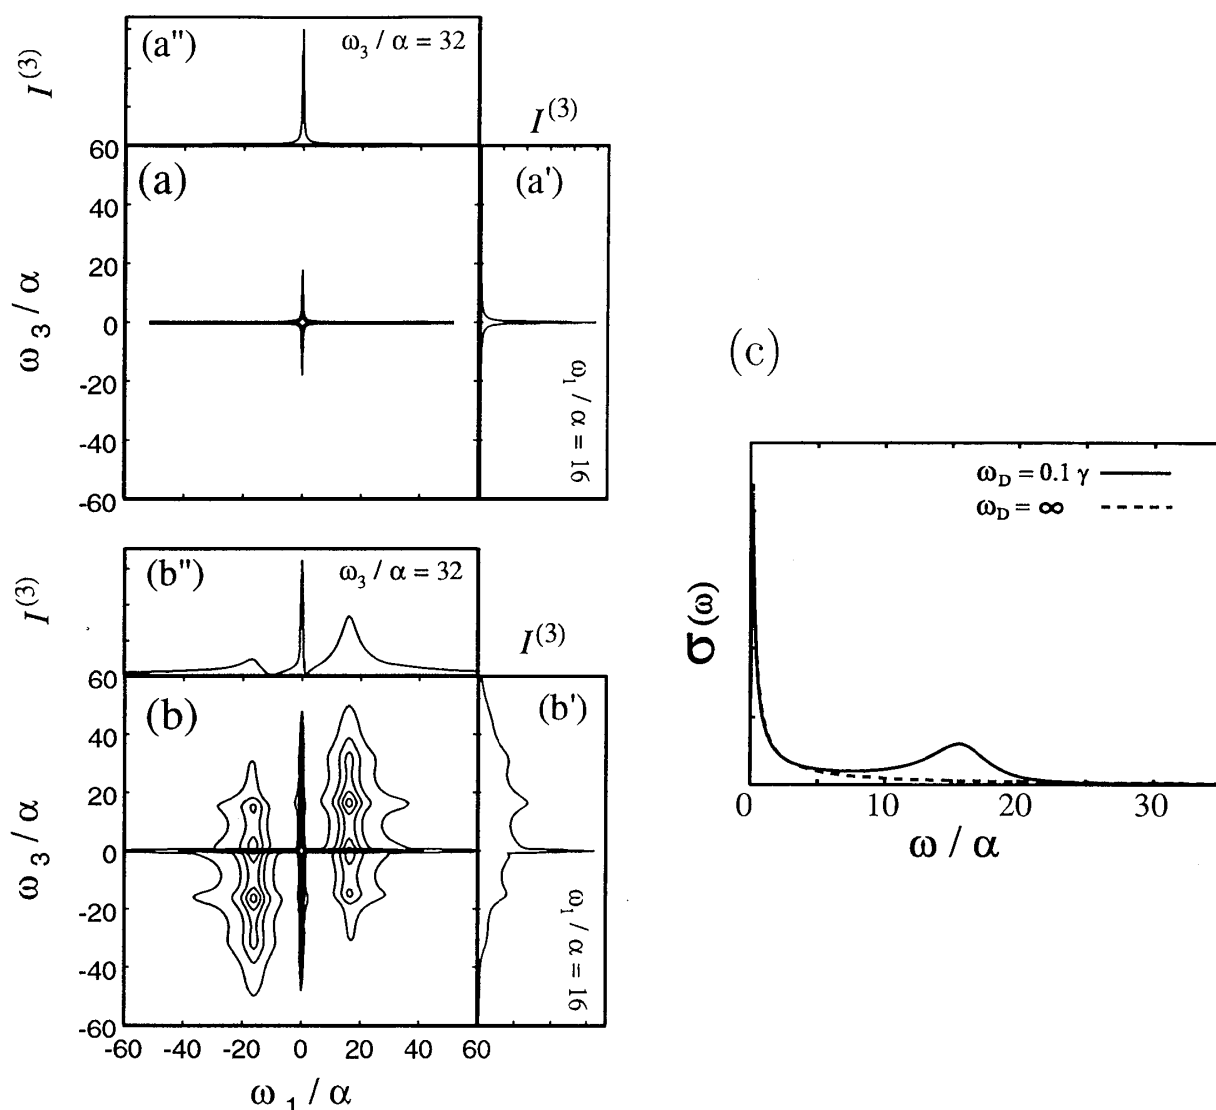 (a'')
ω₃ / α = 32
I⁽³⁾
I⁽³⁾
60
40
20
0
-20
-40
-60
ω₃ / α
(a)
(a')
ω₁ / α = 16
(b'')
ω₃ / α = 32
I⁽³⁾
I⁽³⁾
60
40
20
0
-20
-40
-60
ω₃ / α
(b)
(b')
ω₁ / α = 16
-60 -40 -20 0 20 40 60
ω₁ / α
(c)
ω_D = 0.1 γ
ω_D = ∞
σ(ω)
0 10 20 30
ω / α